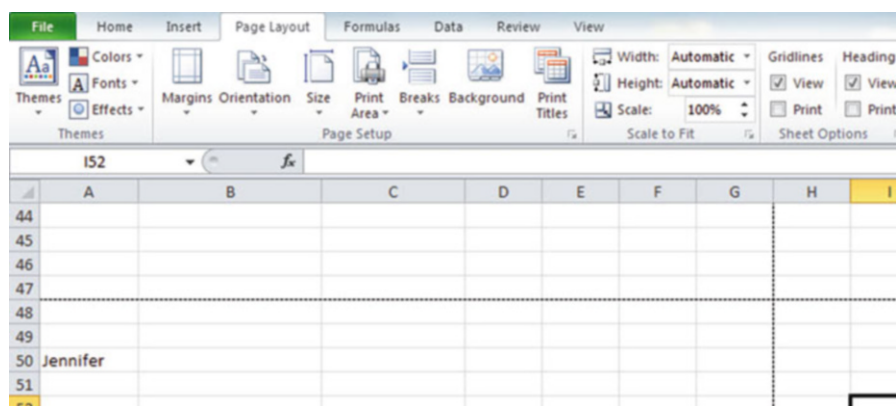 File Home Insert Page Layout Formulas Data Review View
Colors Width: Automatic Gridlines Heading
Aa A Fonts Height: Automatic View View
Themes Effects Margins Orientation Size Print Area Breaks Background Print Titles Scale: 100% Print Print
Themes Page Setup Scale to Fit Sheet Options
I52 fx
A B C D E F G H I
44
45
46
47
48
49
50 Jennifer
51